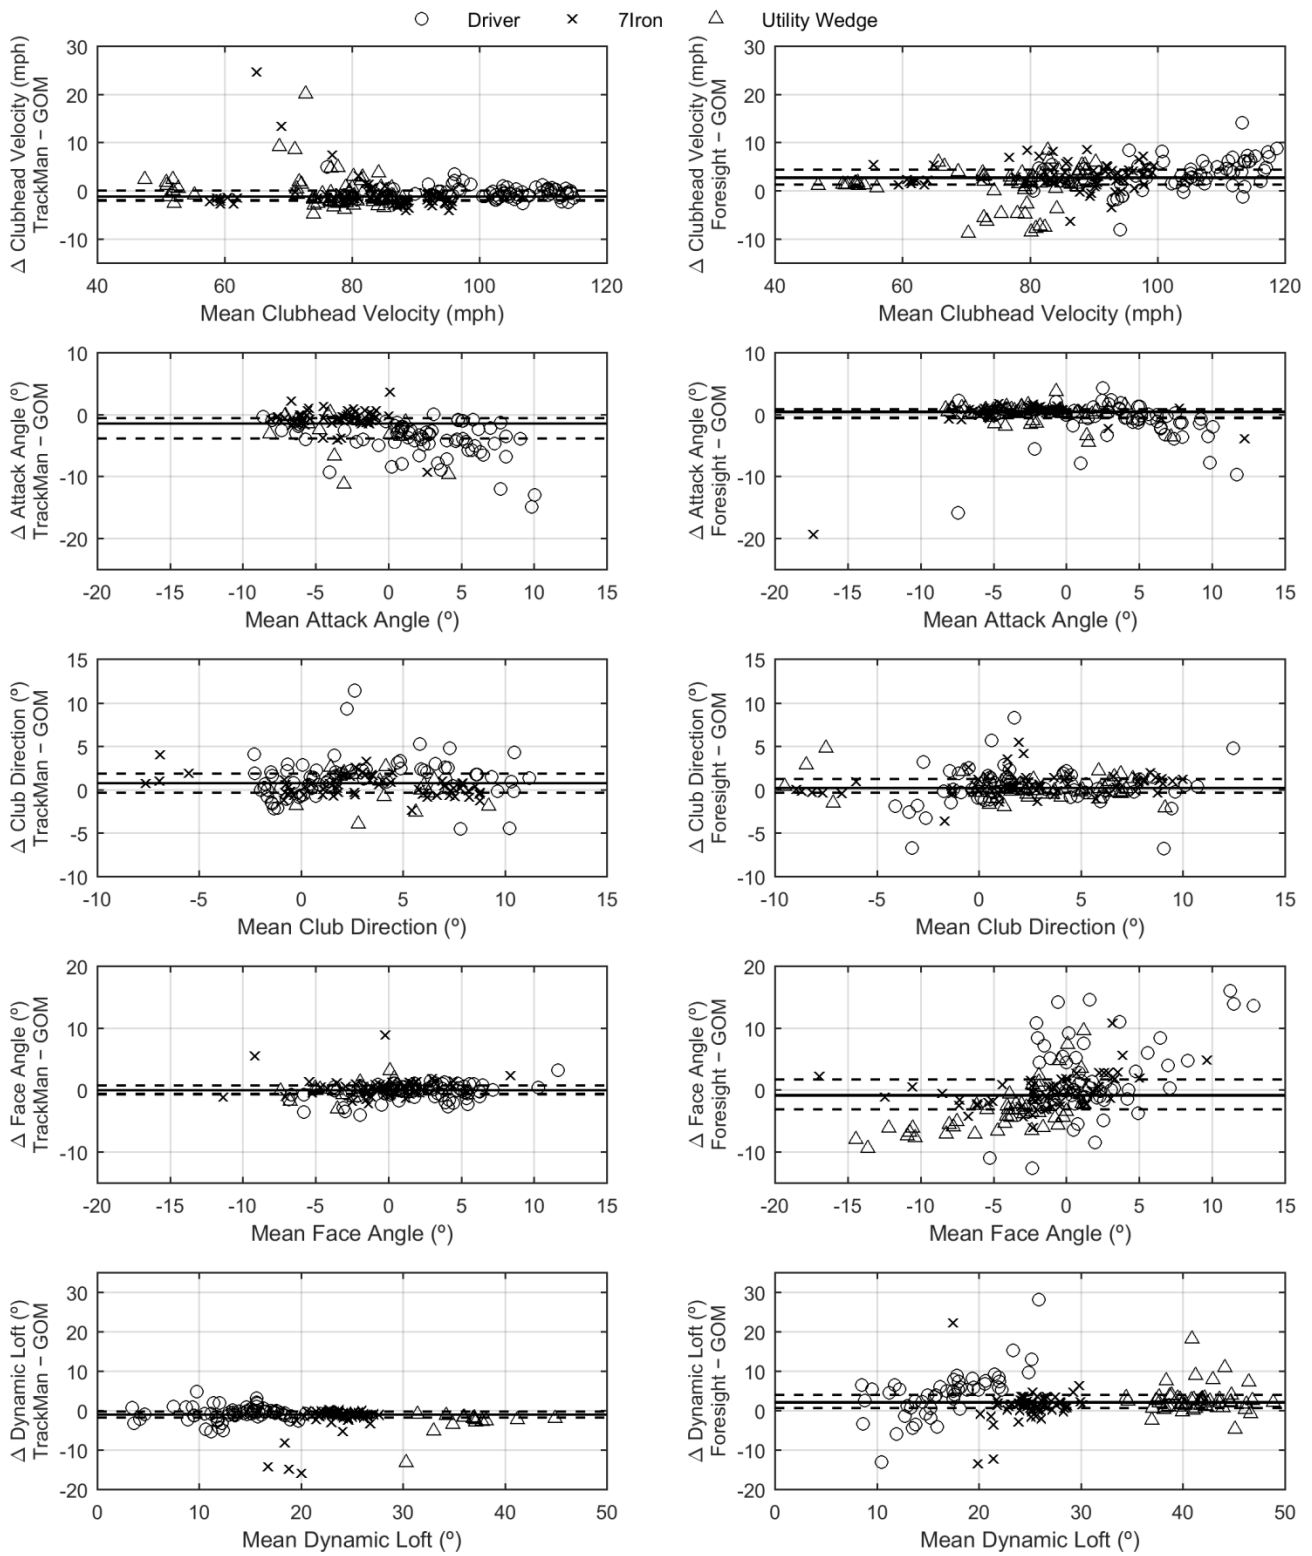 Driver 7Iron Utility Wedge
Δ Clubhead Velocity (mph)
TrackMan − GOM
30
20
10
0
-10
40 60 80 100 120
Mean Clubhead Velocity (mph)
Δ Clubhead Velocity (mph)
Foresight − GOM
30
20
10
0
-10
40 60 80 100 120
Mean Clubhead Velocity (mph)
Δ Attack Angle (º)
TrackMan − GOM
10
0
-10
-20
-20 -15 -10 -5 0 5 10 15
Mean Attack Angle (º)
Δ Attack Angle (º)
Foresight − GOM
10
0
-10
-20
-20 -15 -10 -5 0 5 10 15
Mean Attack Angle (º)
Δ Club Direction (º)
TrackMan − GOM
15
10
5
0
-5
-10
-10 -5 0 5 10 15
Mean Club Direction (º)
Δ Club Direction (º)
Foresight − GOM
15
10
5
0
-5
-10
-10 -5 0 5 10 15
Mean Club Direction (º)
Δ Face Angle (º)
TrackMan − GOM
20
10
0
-10
-20 -15 -10 -5 0 5 10 15
Mean Face Angle (º)
Δ Face Angle (º)
Foresight − GOM
20
10
0
-10
-20 -15 -10 -5 0 5 10 15
Mean Face Angle (º)
Δ Dynamic Loft (º)
TrackMan − GOM
30
20
10
0
-10
-20
0 10 20 30 40 50
Mean Dynamic Loft (º)
Δ Dynamic Loft (º)
Foresight − GOM
30
20
10
0
-10
-20
0 10 20 30 40 50
Mean Dynamic Loft (º)